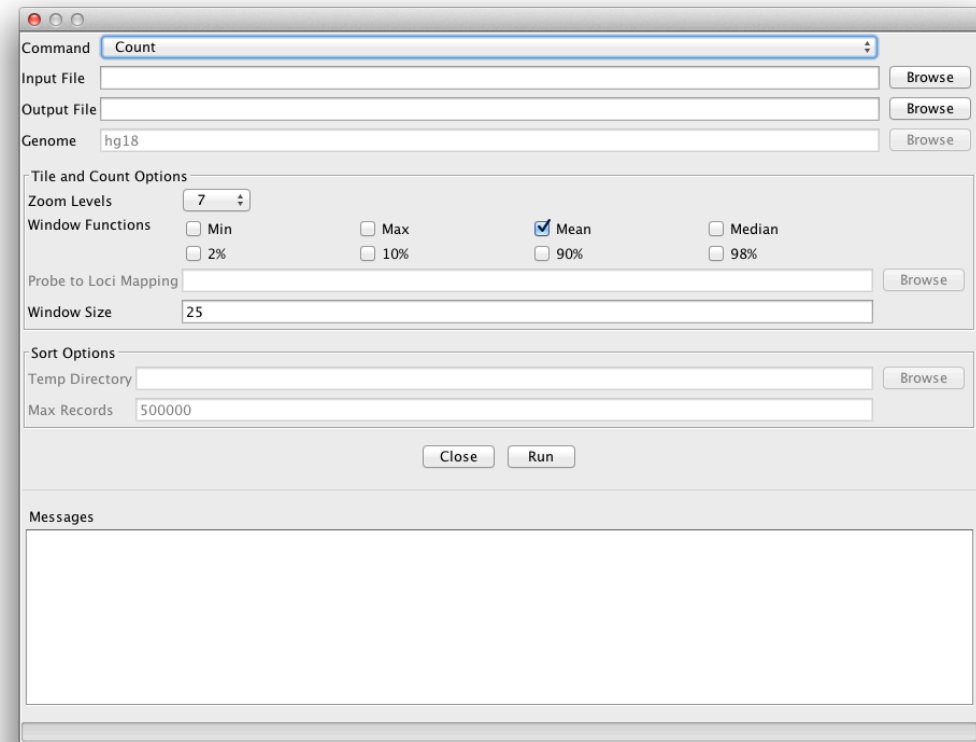 Command Count
Input File Browse
Output File Browse
Genome hg18 Browse
Tile and Count Options
Zoom Levels 7
Window Functions Min Max Mean Median
2% 10% 90% 98%
Probe to Loci Mapping Browse
Window Size 25
Sort Options
Temp Directory Browse
Max Records 500000
Close Run
Messages